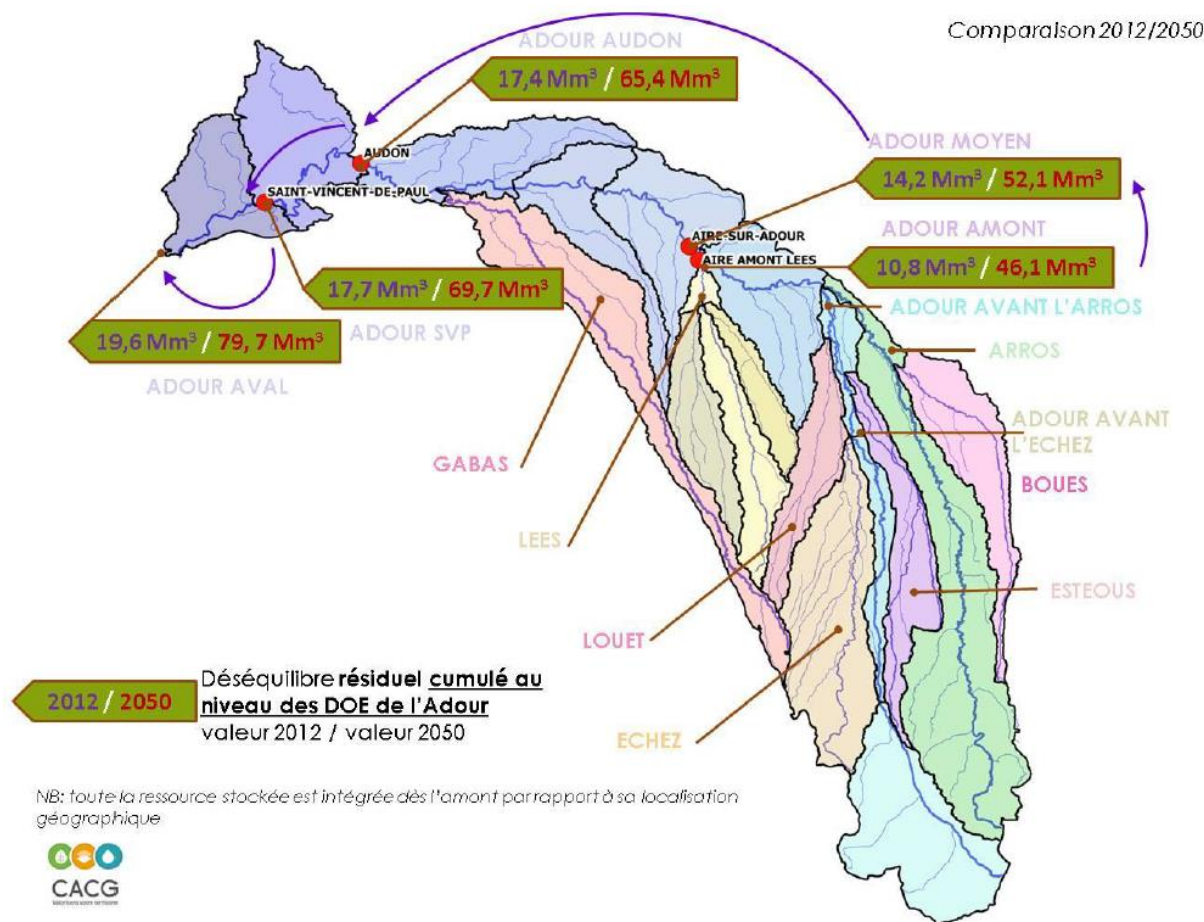 Comparaison 2012/2050
ADOUR AUDON
17,4 Mm³ / 65,4 Mm³
ADOUR MOYEN
14,2 Mm³ / 52,1 Mm³
AUDON
SAINT-VINCENT-DE-PAUL
ADOUR AMONT
10,8 Mm³ / 46,1 Mm³
AIRE-SUR-ADOUR
AIRE AMONT LEES
17,7 Mm³ / 69,7 Mm³
ADOUR SVP
19,6 Mm³ / 79, 7 Mm³
ADOUR AVAL
ADOUR AVANT L'ARROS
ARROS
ADOUR AVANT
L'ECHEZ
GABAS
BOUES
LEES
ESTEOUS
LOUET
ECHEZ
2012 / 2050
Déséquilibre résiduel cumulé au
niveau des DOE de l'Adour
valeur 2012 / valeur 2050
NB: toute la ressource stockée est intégrée dès l'amont par rapport à sa localisation
géographique
CACG